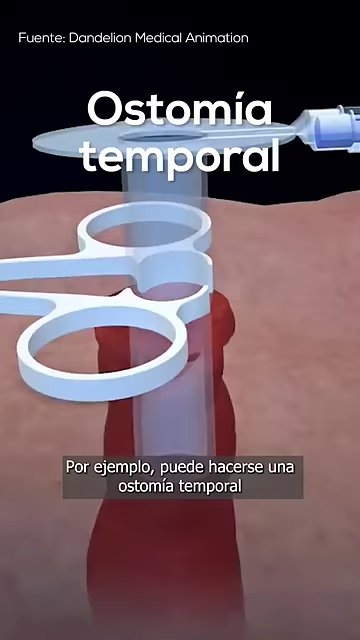 Fuente: Dandelion Medical Animation
Ostomía
temporal
Por ejemplo, puede hacerse una
ostomía temporal